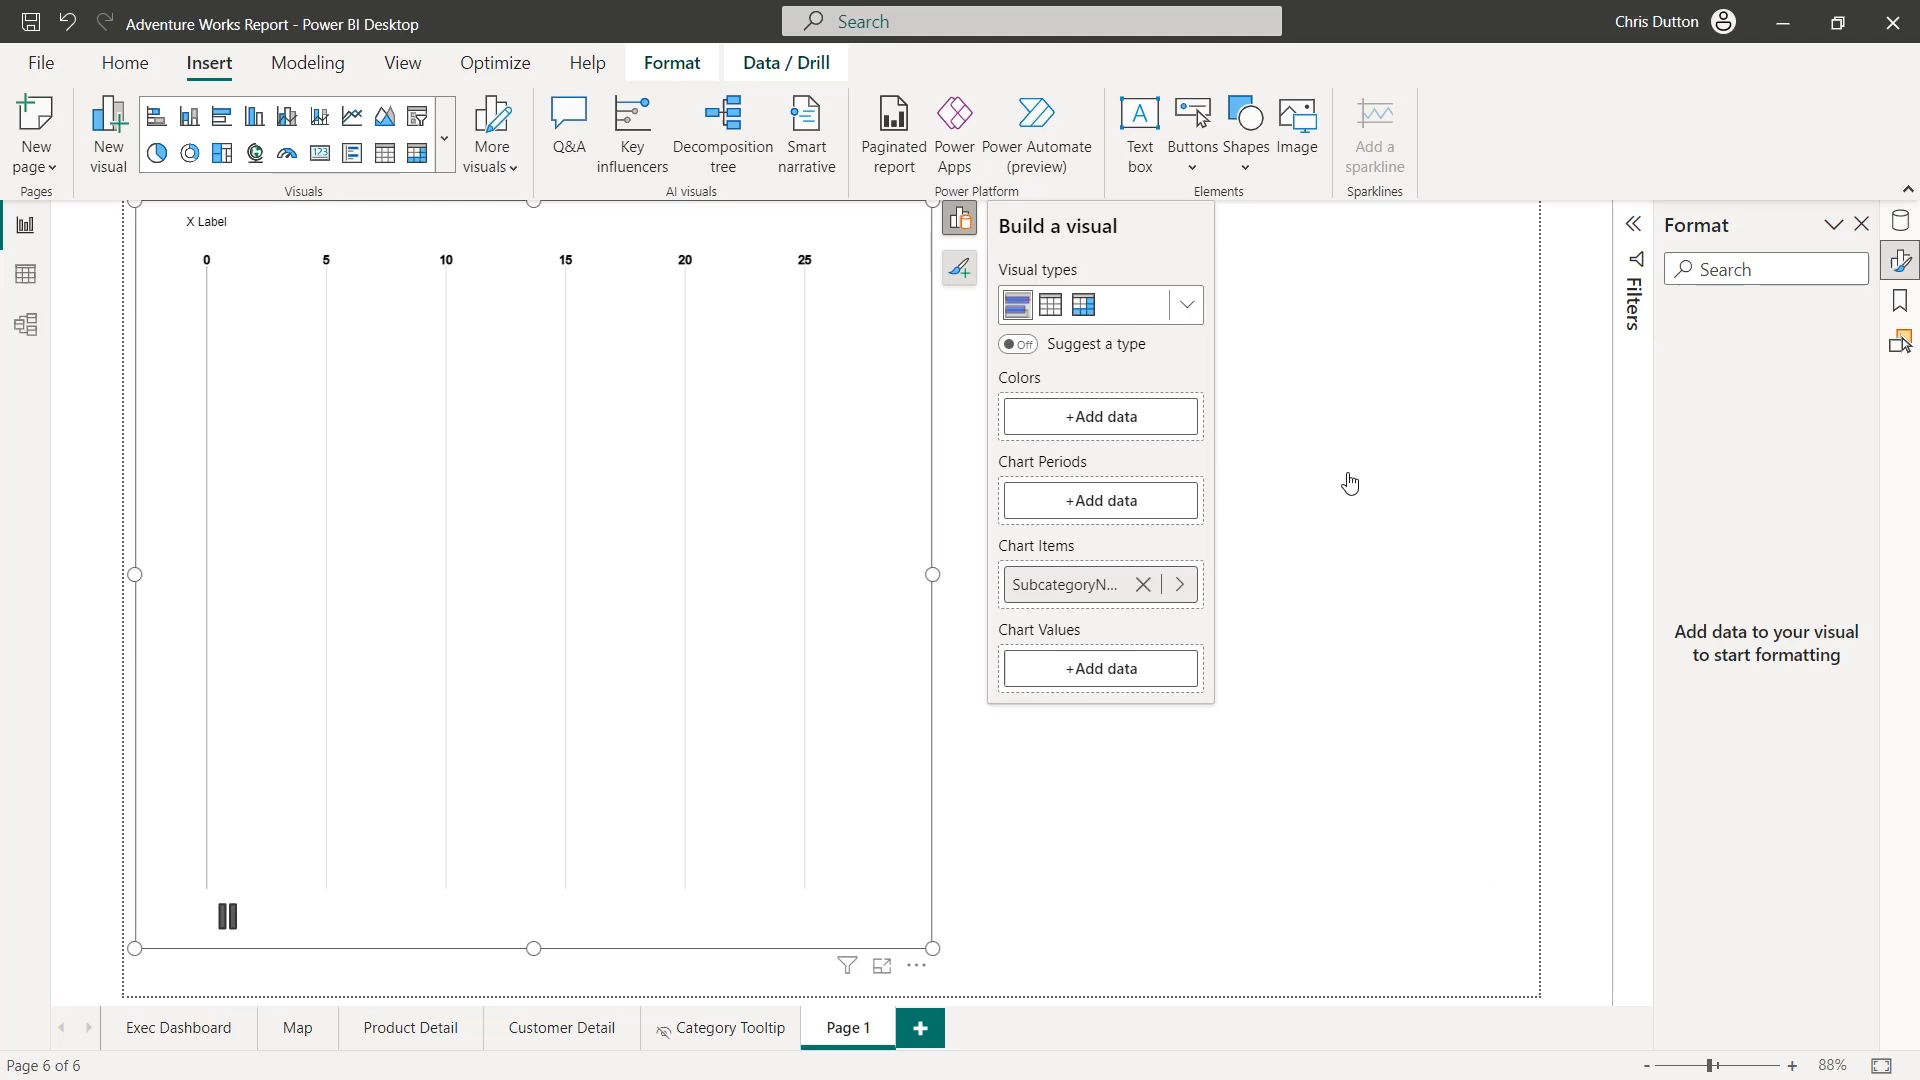 Adventure Works Report - Power BI Desktop
Search
Chris Dutton
File
Home
Insert
Modeling
View
Optimize
Help
Format
Data / Drill
New
page
New
visual
More
visuals
Q&A
Key
influencers
Decomposition
tree
Smart
narrative
Paginated
report
Power
Apps
Power Automate
(preview)
Text
box
Buttons
Shapes
Image
Add a
sparkline
Pages
Visuals
AI visuals
Power Platform
Elements
Sparklines
X Label
0
5
10
15
20
25
Build a visual
Visual types
Off
Suggest a type
Colors
+Add data
Chart Periods
+Add data
Chart Items
SubcategoryN...
Chart Values
+Add data
Filters
Format
Search
Add data to your visual
to start formatting
Exec Dashboard
Map
Product Detail
Customer Detail
Category Tooltip
Page 1
Page 6 of 6
- + 88%